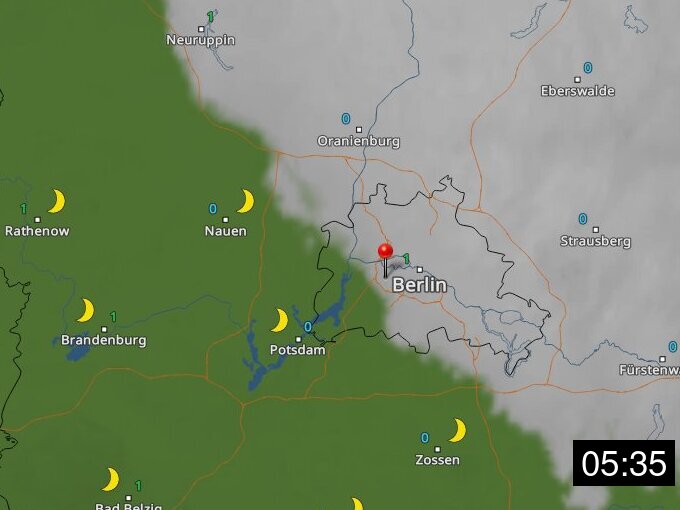 1
Neuruppin
0
Eberswalde
0
Oranienburg
1
Rathenow
0
Nauen
0
Strausberg
1
Berlin
1
Brandenburg
0
Potsdam
0
Fürstenwa
0
Zossen
05:35
1
Bad Belzig